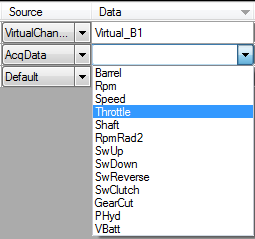 Source Data
VirtualChan... Virtual_B1
AcqData
Default
Barrel
Rpm
Speed
Throttle
Shaft
RpmRad2
SwUp
SwDown
SwReverse
SwClutch
GearCut
PHyd
VBatt